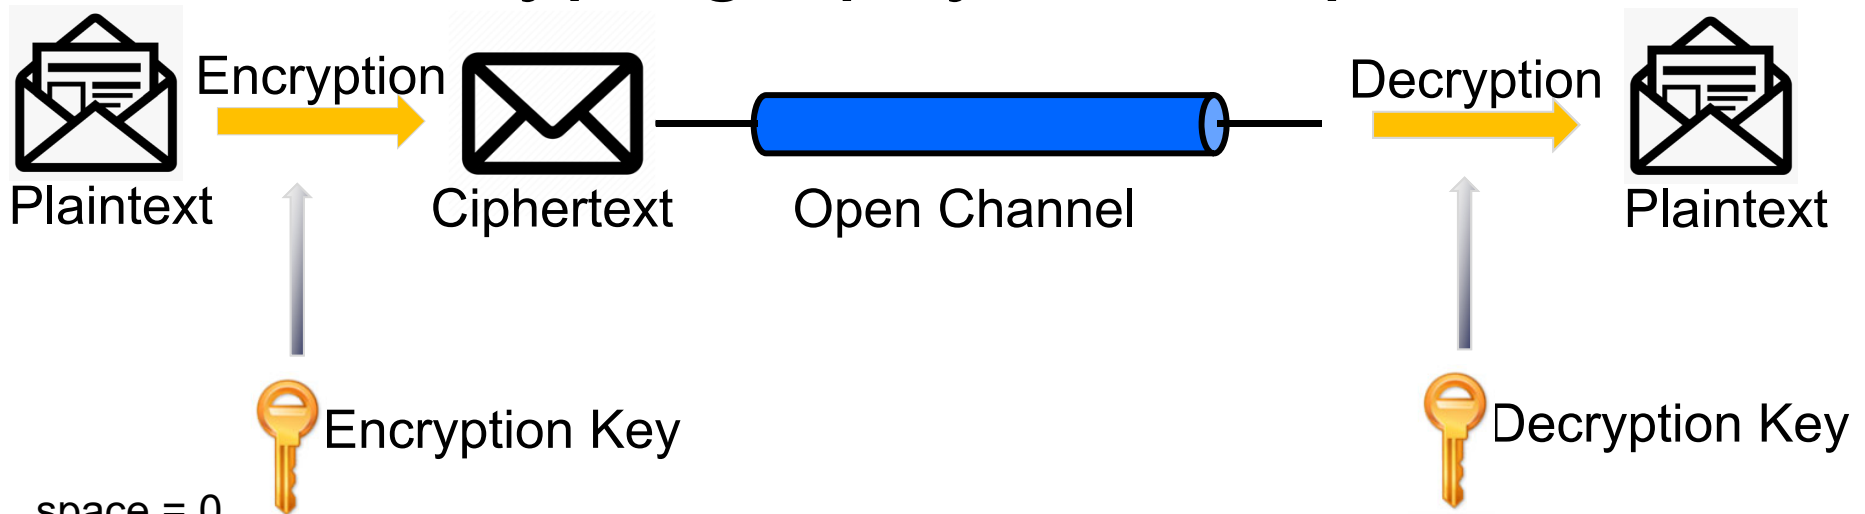 Encryption
Decryption
Plaintext
Ciphertext
Open Channel
Plaintext
Encryption Key
Decryption Key
space = 0